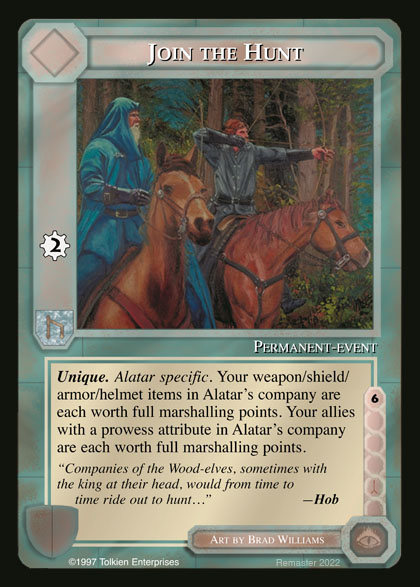 Join the Hunt
2
Permanent-event
Unique. Alatar specific. Your weapon/shield/
armor/helmet items in Alatar’s company are
each worth full marshalling points. Your allies
with a prowess attribute in Alatar’s company
are each worth full marshalling points.
“Companies of the Wood-elves, sometimes with
the king at their head, would from time to
time ride out to hunt…” –Hob
6
Art by Brad Williams
©1997 Tolkien Enterprises
Remaster 2022